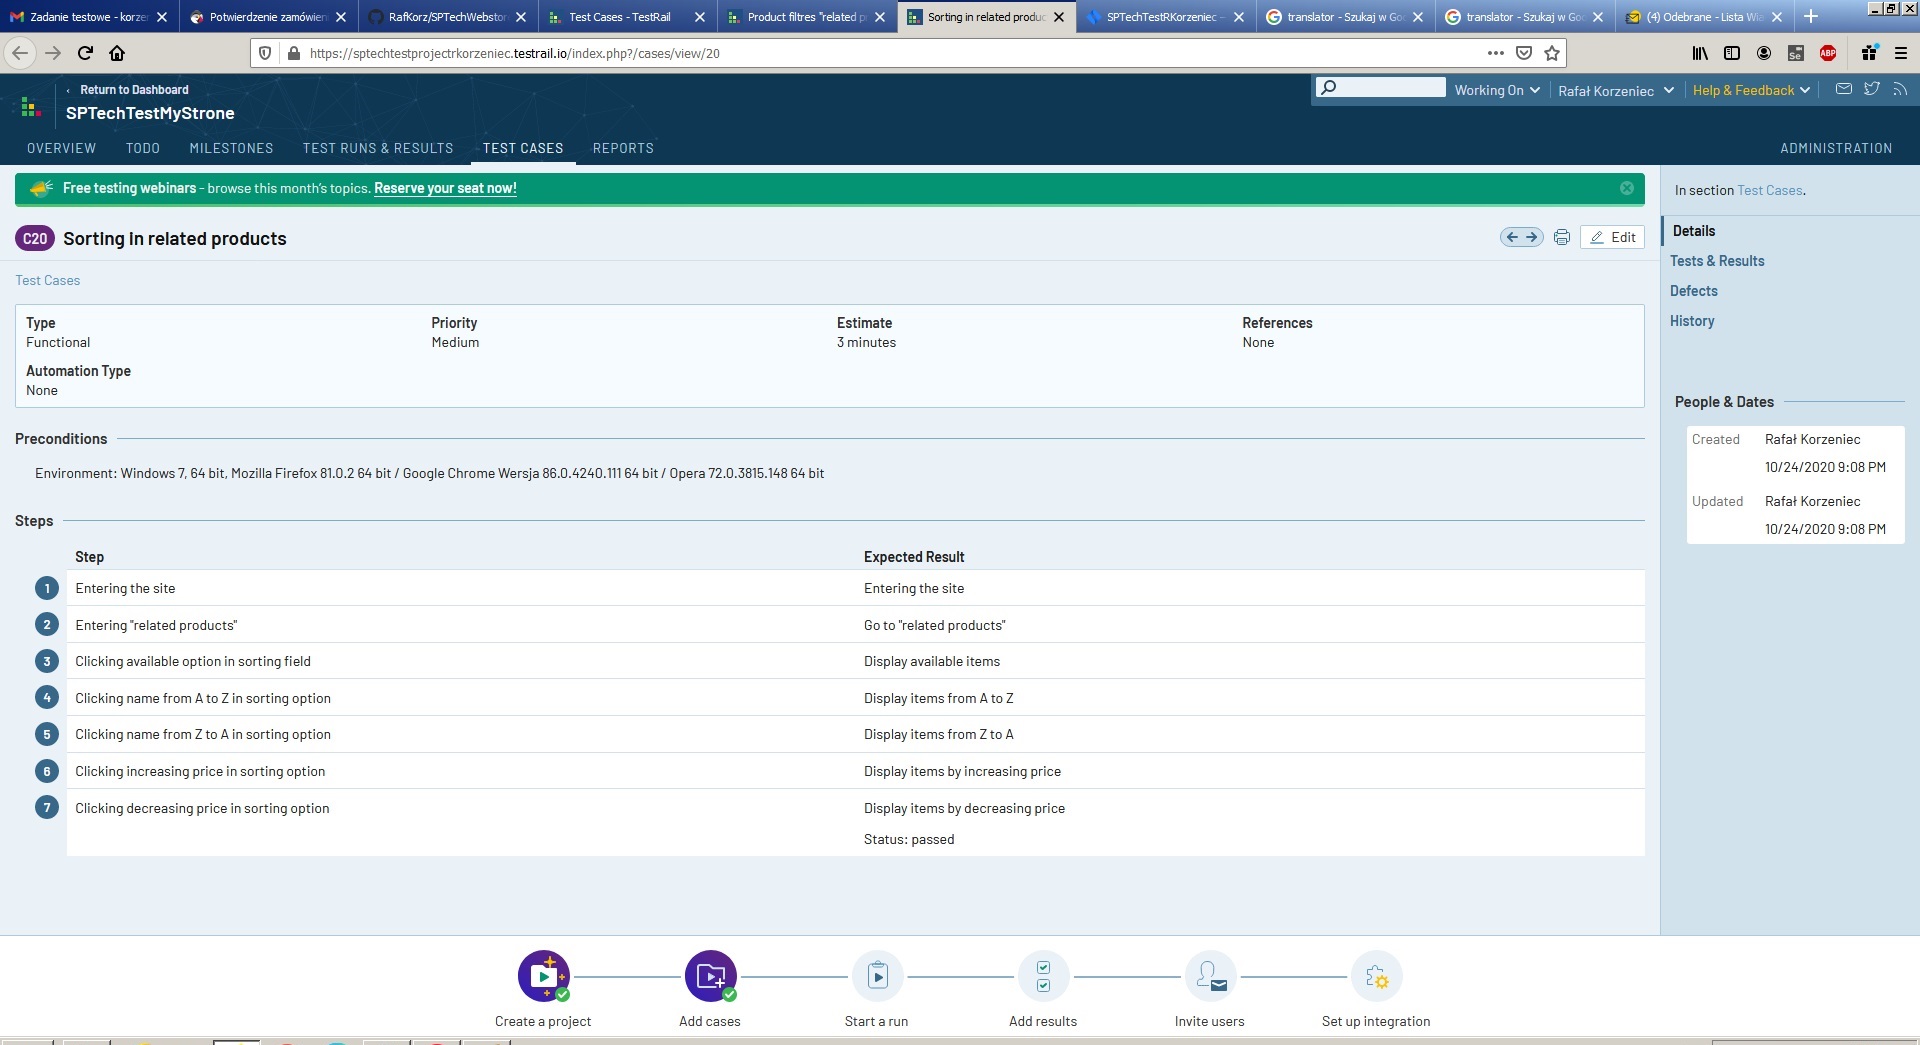 Zadanie testowe - korze
Potwierdzenie zamówien
RafKorz/SPTechWebstor
Test Cases - TestRail
Product filtres "related p
Sorting in related produc
SPTechTestRKorzeniec -
translator - Szukaj w Go
translator - Szukaj w Go
(4) Odebrane - Lista Wia
https://sptechtestprojectrkorzeniec.testrail.io/index.php?/cases/view/20
Se
ABP
Return to Dashboard
SPTechTestMyStrone
Working On
Rafał Korzeniec
Help & Feedback
OVERVIEW TODO MILESTONES TEST RUNS & RESULTS TEST CASES REPORTS ADMINISTRATION
Free testing webinars - browse this month's topics. Reserve your seat now!
C20 Sorting in related products
Edit
Test Cases
Type Priority Estimate References
Functional Medium 3 minutes None
Automation Type
None
Preconditions
Environment: Windows 7, 64 bit, Mozilla Firefox 81.0.2 64 bit / Google Chrome Wersja 86.0.4240.111 64 bit / Opera 72.0.3815.148 64 bit
Steps
Step Expected Result
1 Entering the site Entering the site
2 Entering "related products" Go to "related products"
3 Clicking available option in sorting field Display available items
4 Clicking name from A to Z in sorting option Display items from A to Z
5 Clicking name from Z to A in sorting option Display items from Z to A
6 Clicking increasing price in sorting option Display items by increasing price
7 Clicking decreasing price in sorting option Display items by decreasing price
Status: passed
In section Test Cases.
Details
Tests & Results
Defects
History
People & Dates
Created Rafał Korzeniec
10/24/2020 9:08 PM
Updated Rafał Korzeniec
10/24/2020 9:08 PM
Create a project Add cases Start a run Add results Invite users Set up integration